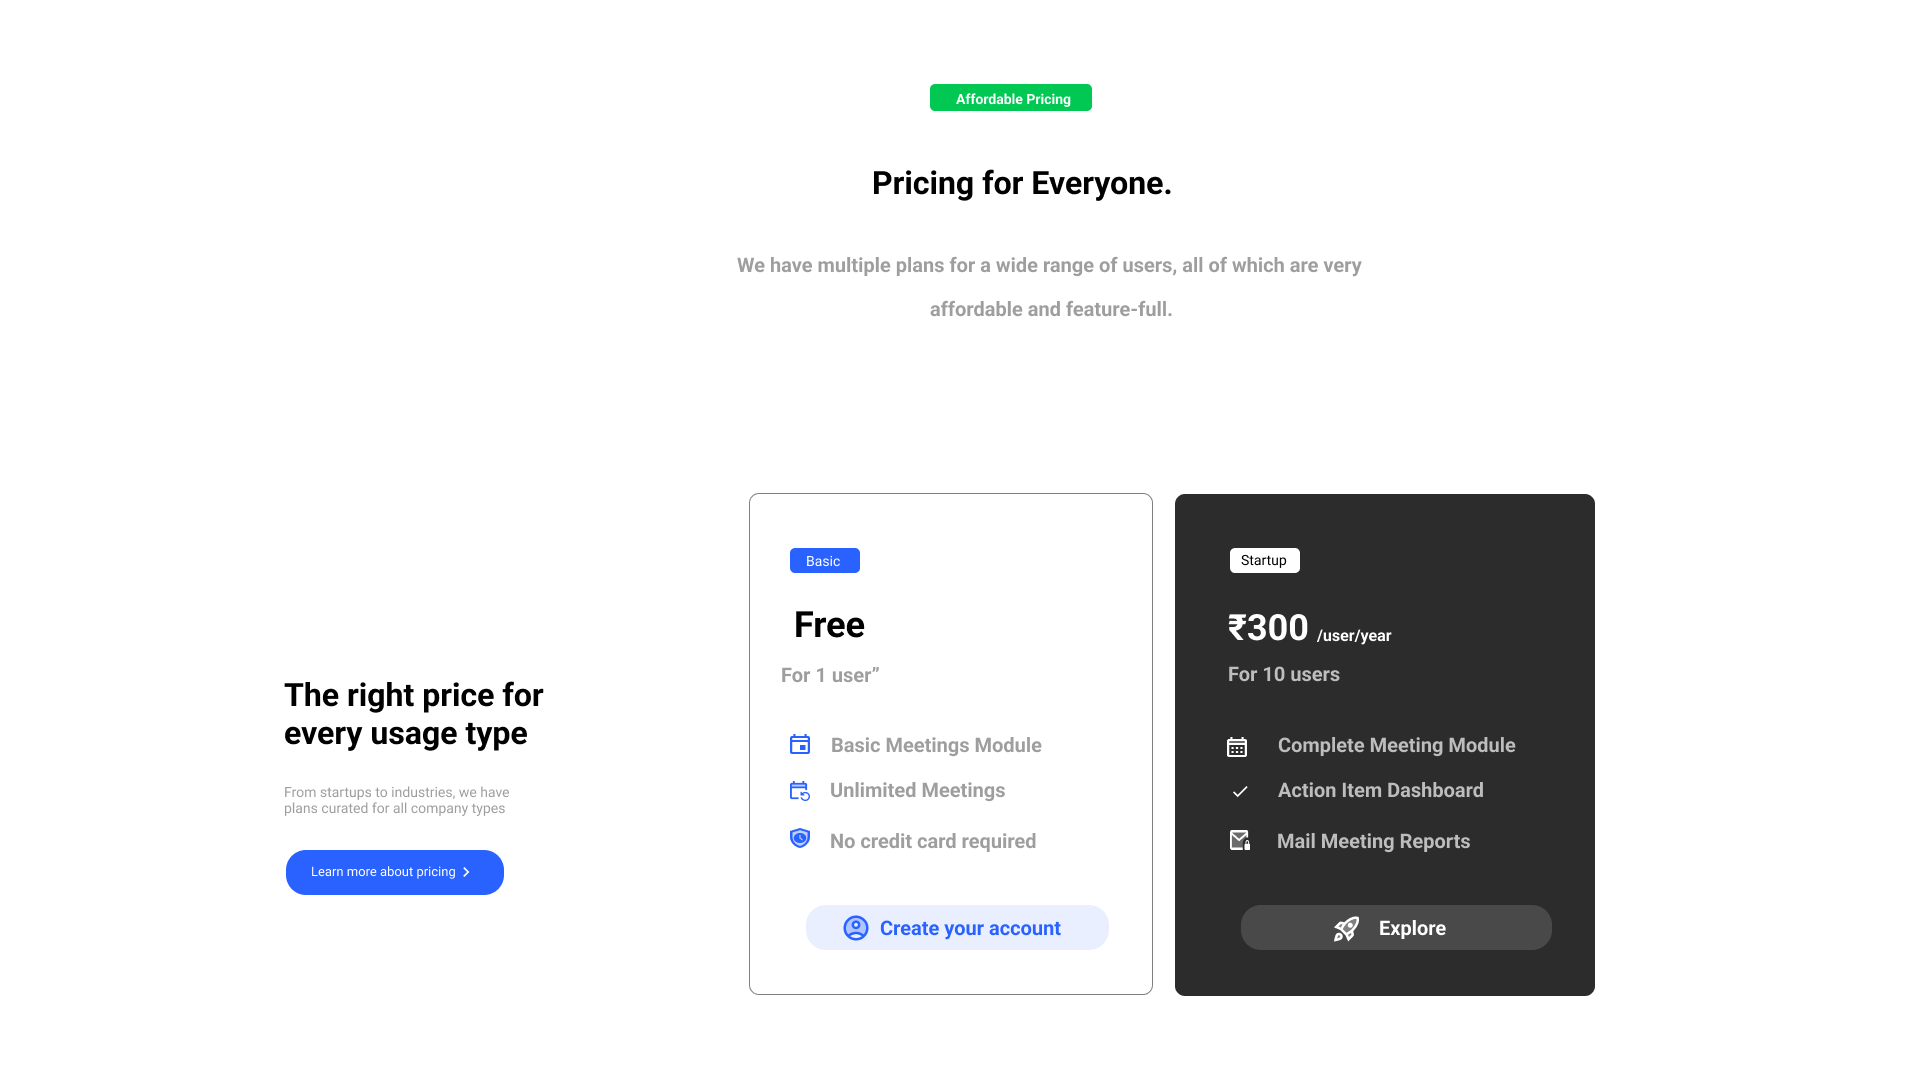 Affordable Pricing
Pricing for Everyone.
We have multiple plans for a wide range of users, all of which are very
affordable and feature-full.
The right price for
every usage type
From startups to industries, we have
plans curated for all company types
Learn more about pricing
Basic
Free
For 1 user”
Basic Meetings Module
Unlimited Meetings
No credit card required
Create your account
Startup
₹300 /user/year
For 10 users
Complete Meeting Module
Action Item Dashboard
Mail Meeting Reports
Explore